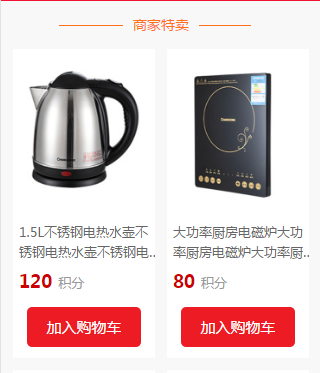 商家特卖
1.5L不锈钢电热水壶不
锈钢电热水壶不锈钢电...
120 积分
加入购物车
大功率厨房电磁炉大功
率厨房电磁炉大功率厨...
80 积分
加入购物车